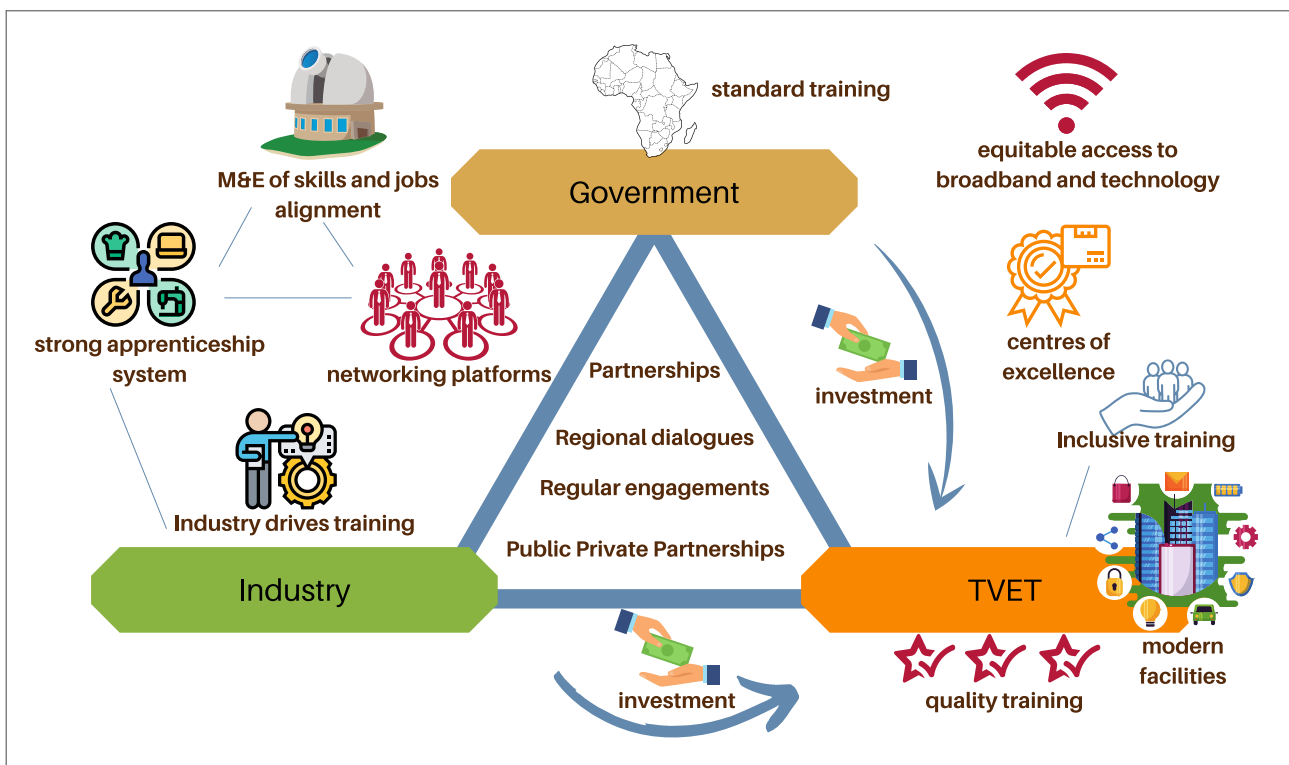 standard training
Government
M&E of skills and jobs
alignment
equitable access to
broadband and technology
strong apprenticeship
system
networking platforms
centres of
excellence
investment
Partnerships
Regional dialogues
Regular engagements
Public Private Partnerships
Inclusive training
Industry drives training
Industry
TVET
modern
facilities
investment
quality training